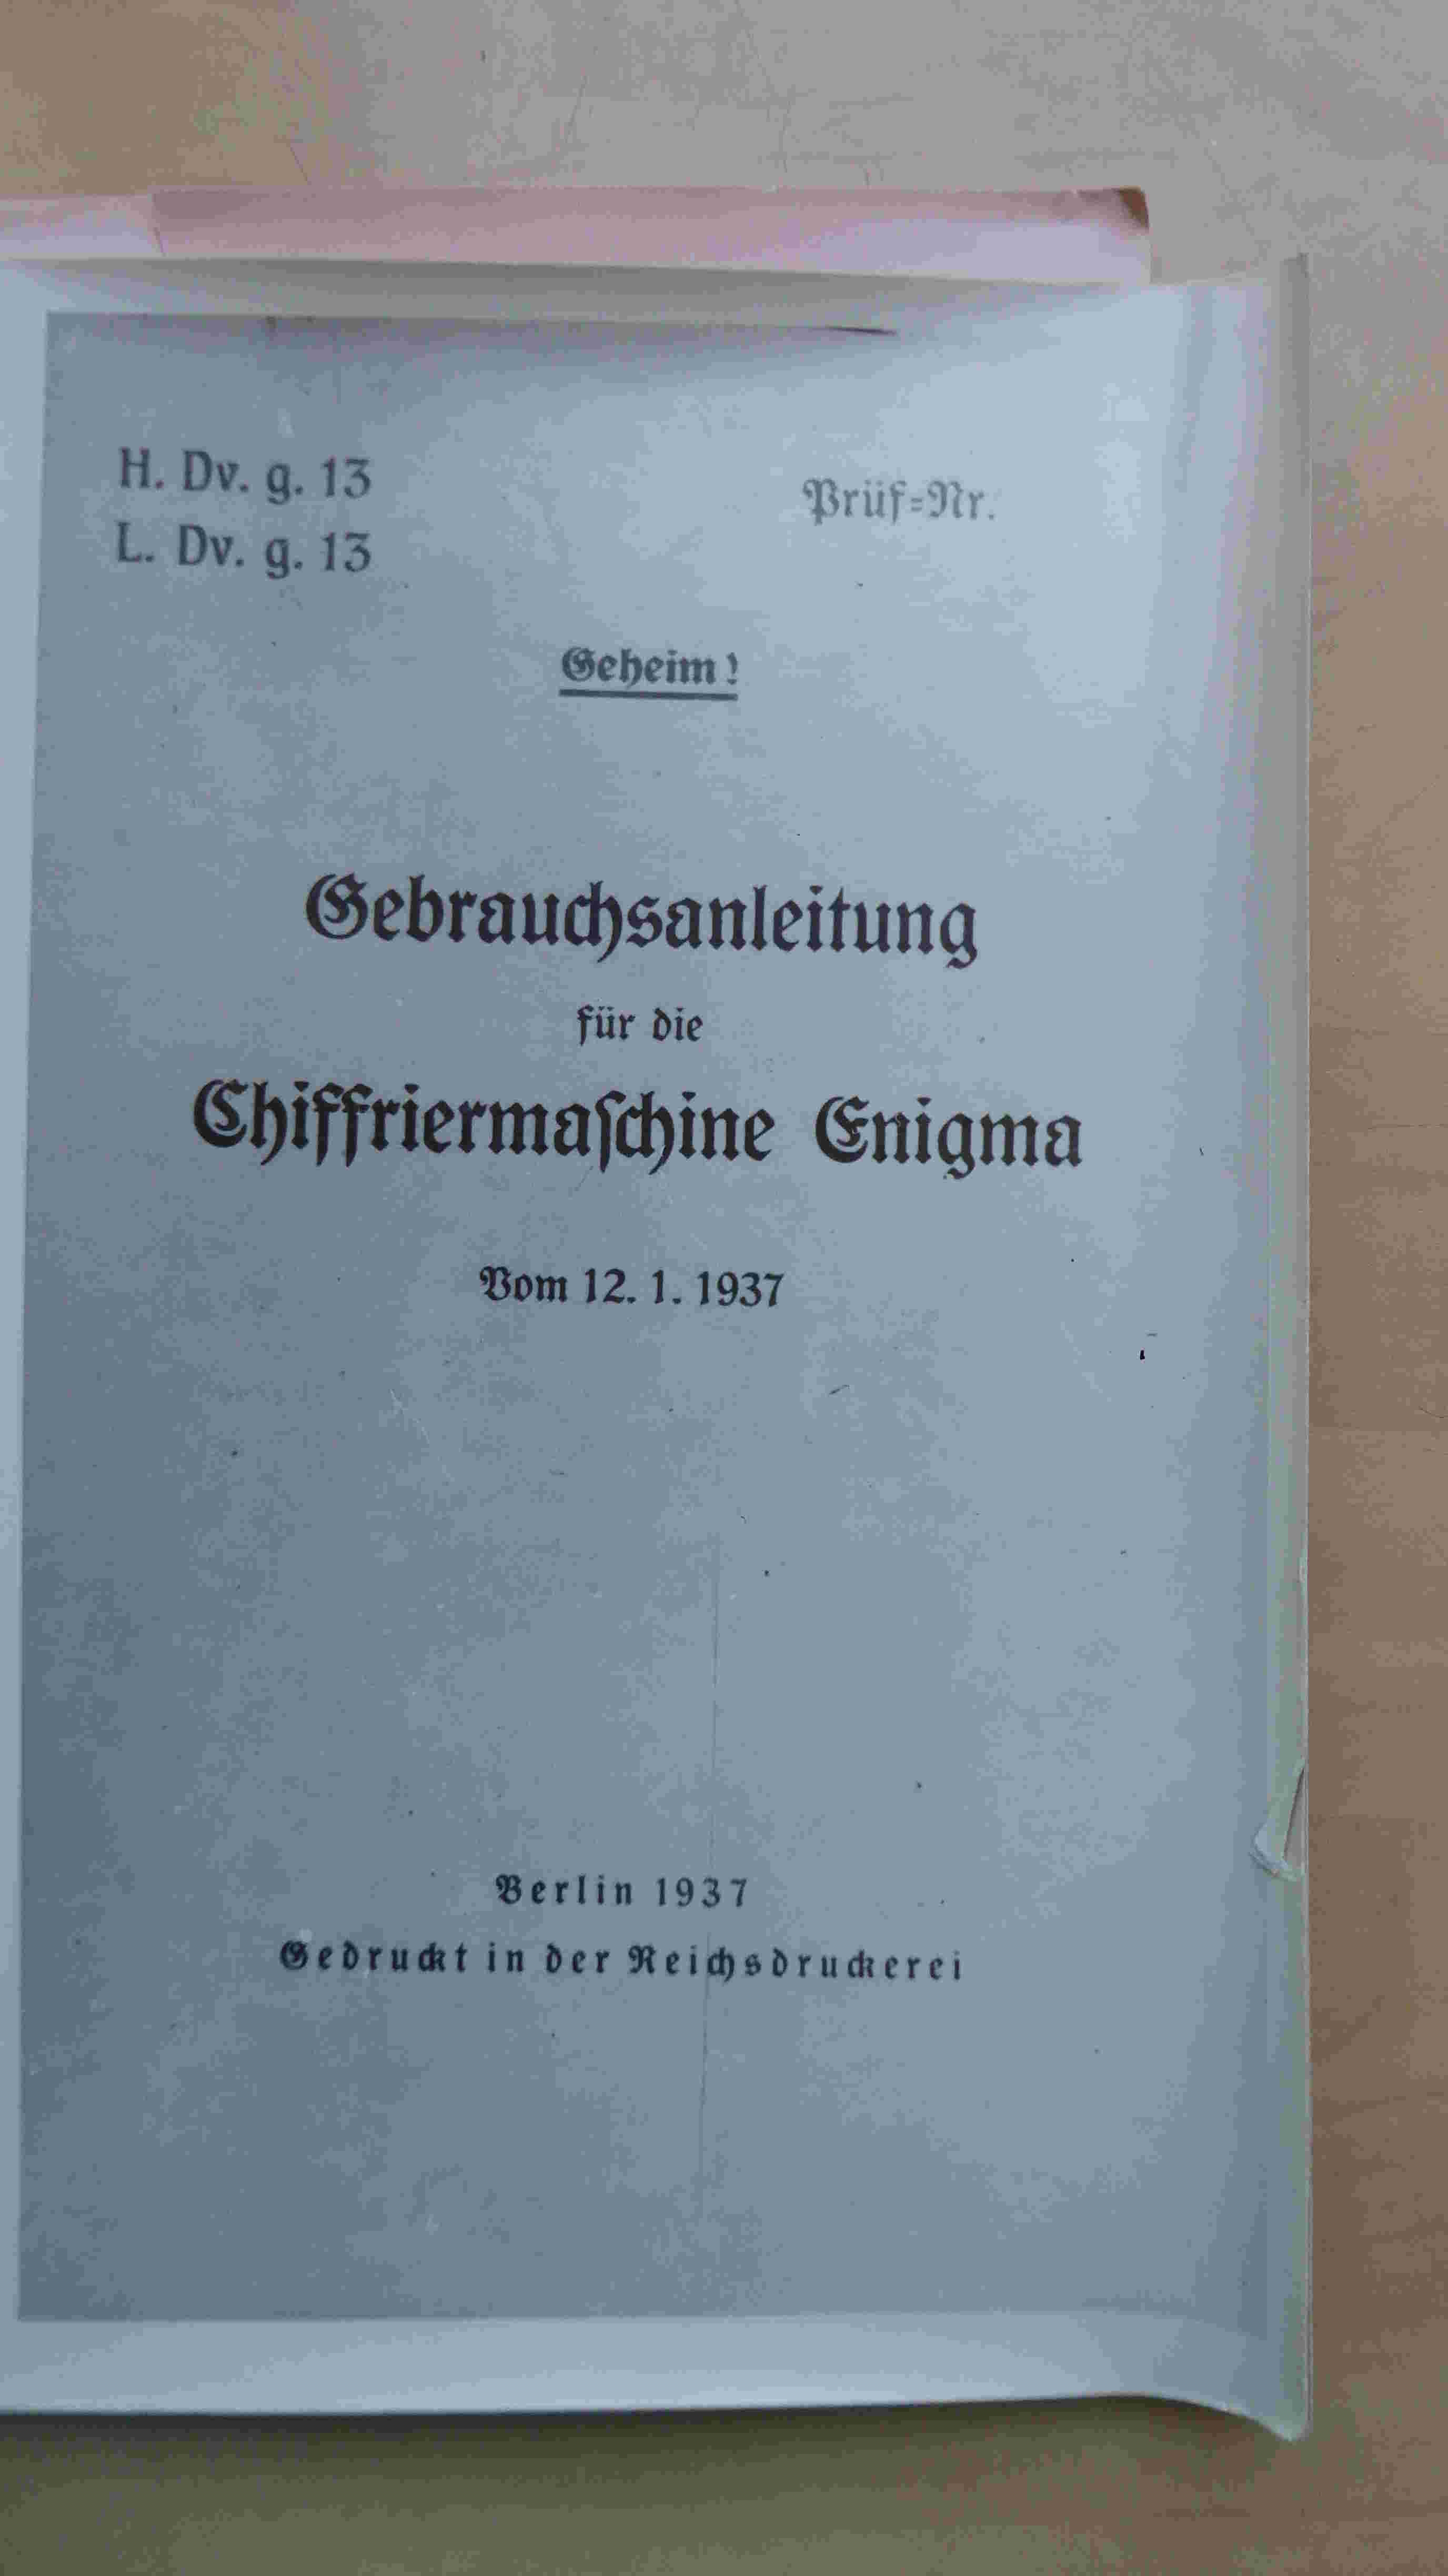 H. Dv. g. 13
L. Dv. g. 13
Prüf=Nr.
Geheim!
Gebrauchsanleitung
für die
Chiffriermaſchine Enigma
Vom 12. 1. 1937
Berlin 1937
Gedruckt in der Reichsdruckerei